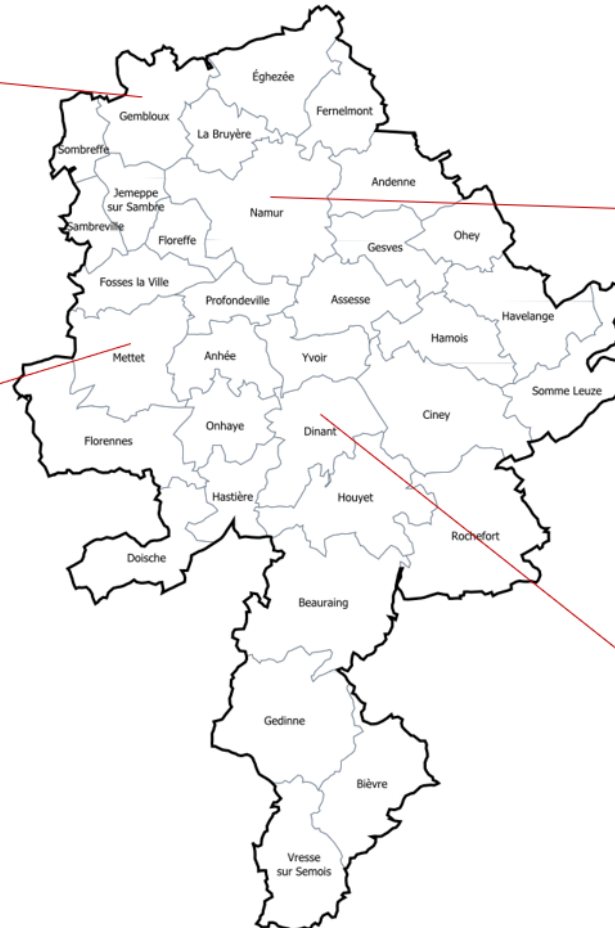 Éghezée
Fernelmont
Gembloux
La Bruyère
Sombreffe
Andenne
Jemeppe
sur Sambre
Namur
Sambreville
Floreffe
Ohey
Gesves
Fosses la Ville
Profondeville
Assesse
Havelange
Hamois
Mettet
Anhée
Yvoir
Somme Leuze
Ciney
Onhaye
Dinant
Florennes
Hastière
Houyet
Rochefort
Doische
Beauraing
Gedinne
Bièvre
Vresse
sur Semois